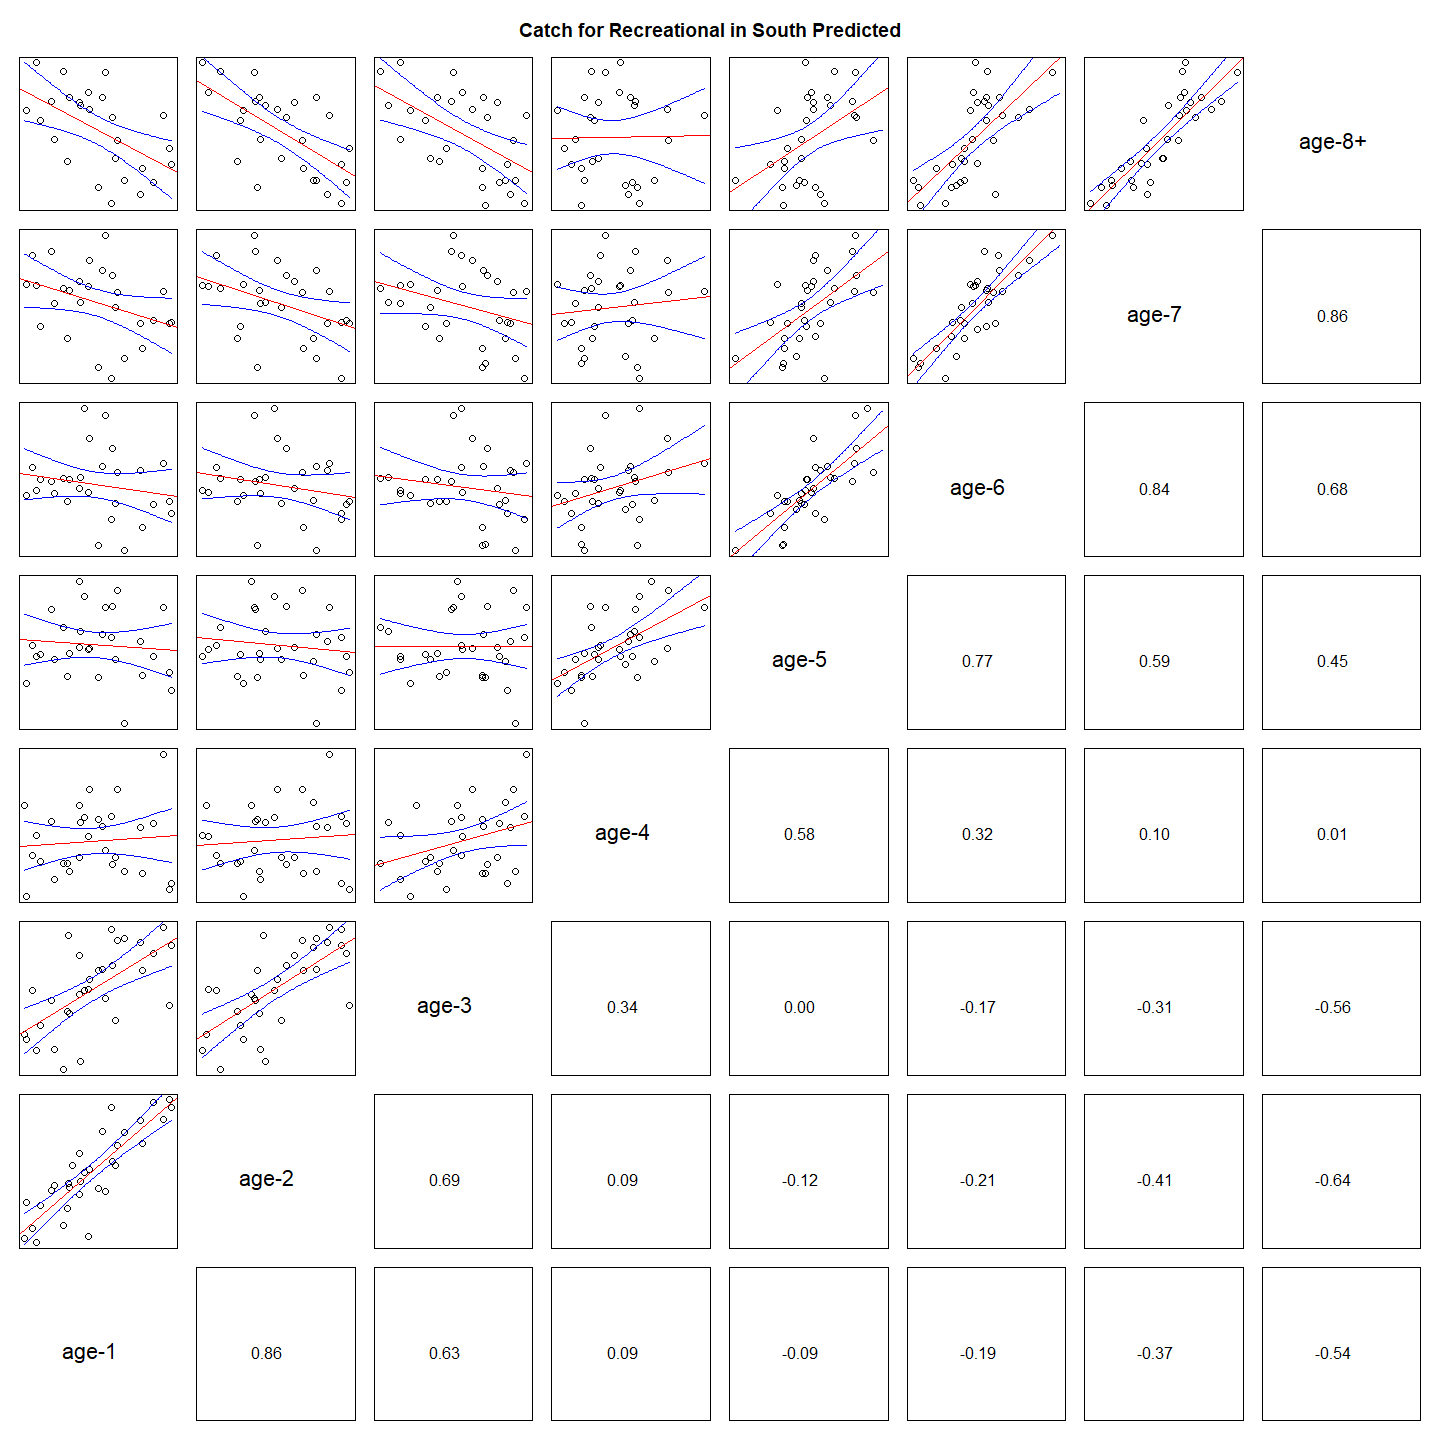 Catch for Recreational in South Predicted
age-8+
age-7 0.86
age-6 0.84 0.68
age-5 0.77 0.59 0.45
age-4 0.58 0.32 0.10 0.01
age-3 0.34 0.00 -0.17 -0.31 -0.56
age-2 0.69 0.09 -0.12 -0.21 -0.41 -0.64
age-1 0.86 0.63 0.09 -0.09 -0.19 -0.37 -0.54